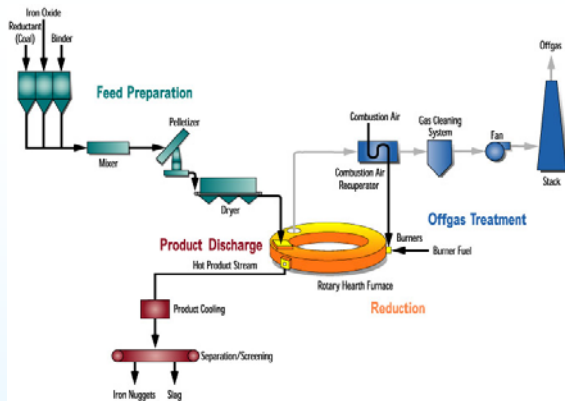 Iron Oxide
Reductant
(Coal)
Binder
Feed Preparation
Mixer
Pelletizer
Dryer
Combustion Air
Combustion Air
Recuperator
Gas Cleaning
System
Fan
Offgas
Stack
Offgas Treatment
Burners
Burner Fuel
Product Discharge
Hot Product Stream
Rotary Hearth Furnace
Reduction
Product Cooling
Separation/Screening
Iron Nuggets
Slag